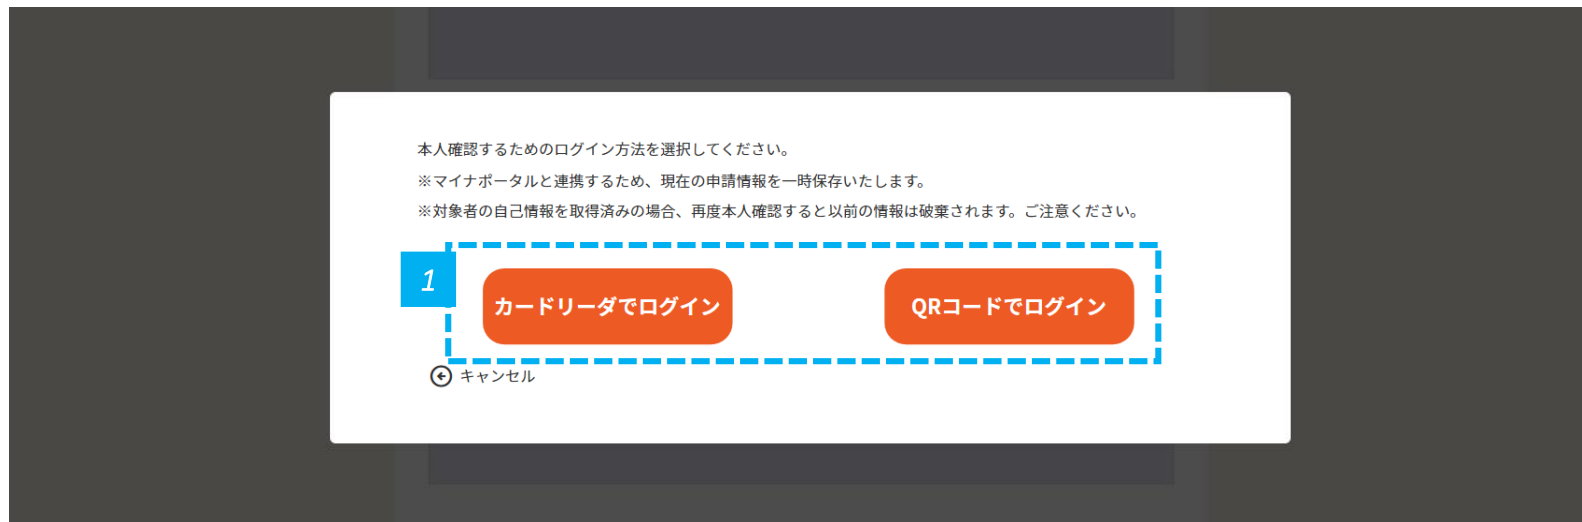 本人確認するためのログイン方法を選択してください。
※マイナポータルと連携するため、現在の申請情報を一時保存いたします。
※対象者の自己情報を取得済みの場合、再度本人確認すると以前の情報は破棄されます。ご注意ください。
1
カードリーダでログイン
QRコードでログイン
キャンセル